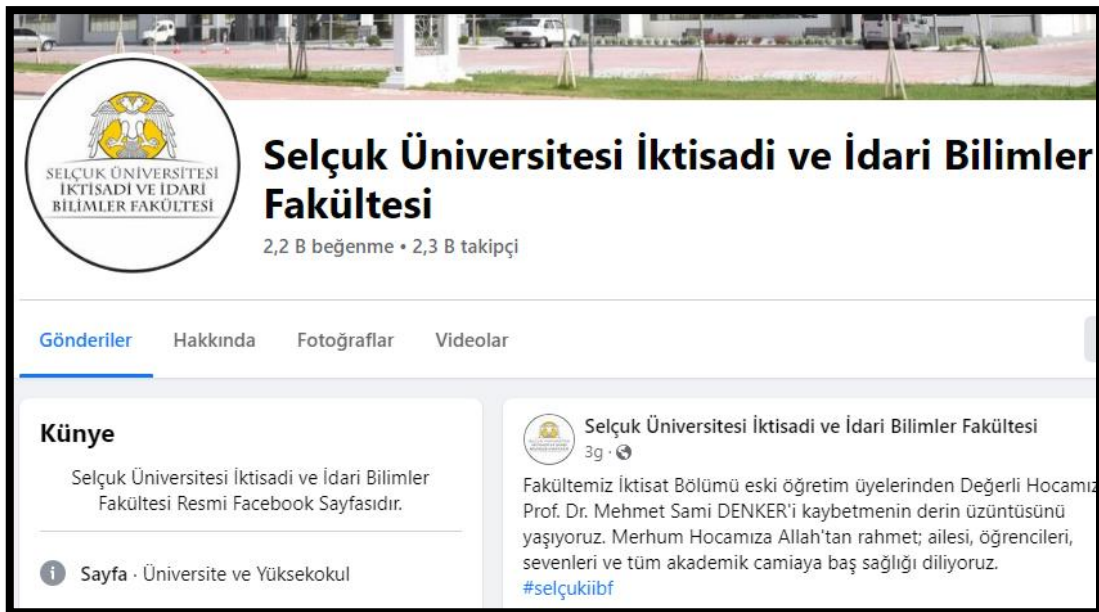 SELÇUK ÜNİVERSİTESİ
İKTİSADİ VE İDARİ
BİLİMLER FAKÜLTESİ
Selçuk Üniversitesi İktisadi ve İdari Bilimler
Fakültesi
2,2 B beğenme • 2,3 B takipçi
Gönderiler Hakkında Fotoğraflar Videolar
Künye
Selçuk Üniversitesi İktisadi ve İdari Bilimler
Fakültesi Resmi Facebook Sayfasıdır.
Sayfa · Üniversite ve Yüksekokul
Selçuk Üniversitesi İktisadi ve İdari Bilimler Fakültesi
3g ·
Fakültemiz İktisat Bölümü eski öğretim üyelerinden Değerli Hocamız
Prof. Dr. Mehmet Sami DENKER'i kaybetmenin derin üzüntüsünü
yaşıyoruz. Merhum Hocamıza Allah'tan rahmet; ailesi, öğrencileri,
sevenleri ve tüm akademik camiaya baş sağlığı diliyoruz.
#selçukiibf